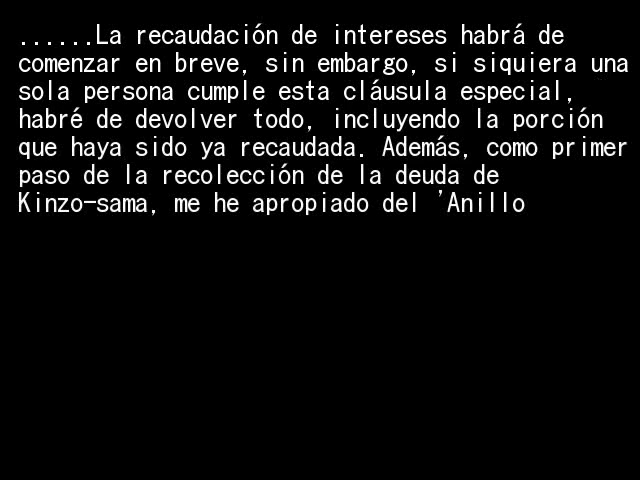 ......La recaudación de intereses habrá de
comenzar en breve, sin embargo, si siquiera una
sola persona cumple esta cláusula especial,
habré de devolver todo, incluyendo la porción
que haya sido ya recaudada. Además, como primer
paso de la recolección de la deuda de
Kinzo-sama, me he apropiado del 'Anillo